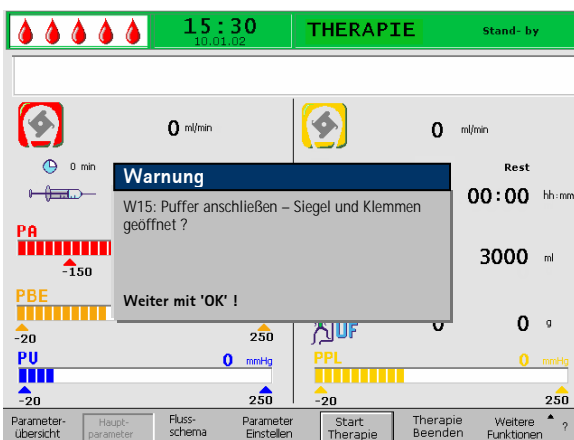 15:30 THERAPIE Stand- by
10.01.02
0 ml/min 0 ml/min
0 min Rest
00:00 hh:mm
Warnung
W15: Puffer anschließen – Siegel und Klemmen
geöffnet ?
Weiter mit 'OK' !
PA
-150
3000 ml
PBE
-20 250
UF 0 0 g
PV 0 mmHg
-20 250
PPL 0 mmHg
-20 250
Parameter-
übersicht
Haupt-
parameter
Fluss-
schema
Parameter
Einstellen
Start
Therapie
Therapie
Beenden
Weitere
Funktionen
?